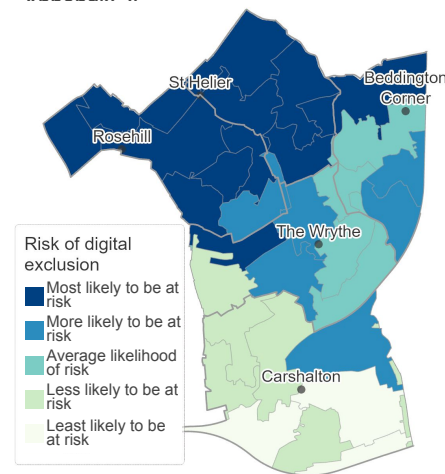 St Helier
Beddington
Corner
Rosehill
The Wrythe
Risk of digital
exclusion
Most likely to be at
risk
More likely to be at
risk
Average likelihood
of risk
Less likely to be at
risk
Least likely to be
at risk
Carshalton